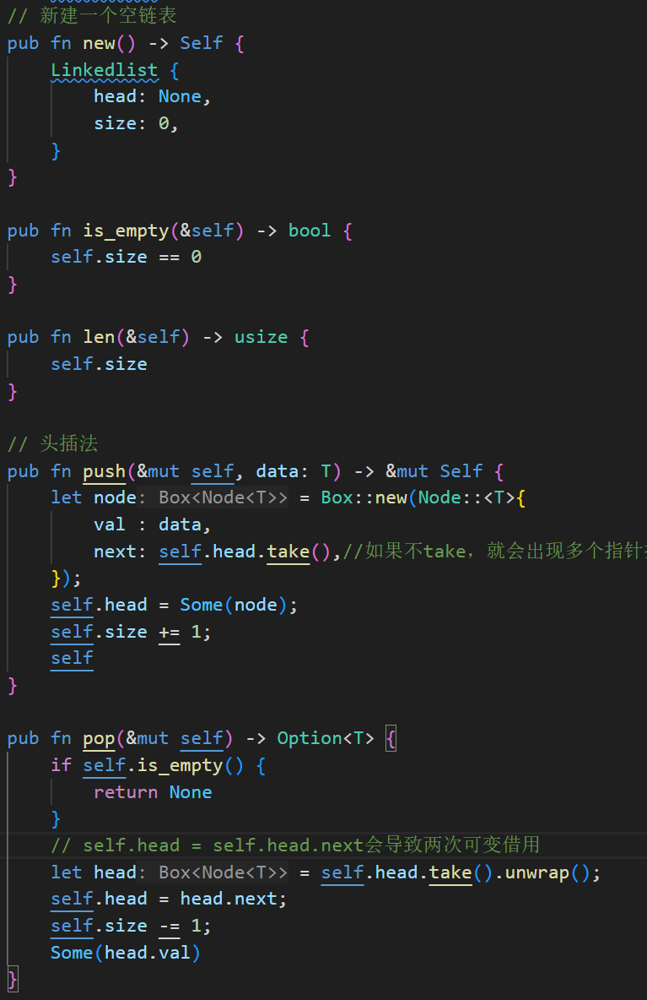 // 新建一个空链表
pub fn new() -> Self {
    Linkedlist {
        head: None,
        size: 0,
    }
}

pub fn is_empty(&self) -> bool {
    self.size == 0
}

pub fn len(&self) -> usize {
    self.size
}

// 头插法
pub fn push(&mut self, data: T) -> &mut Self {
    let node: Box<Node<T>> = Box::new(Node::<T>{
        val : data,
        next: self.head.take(),//如果不take，就会出现多个指针
    });
    self.head = Some(node);
    self.size += 1;
    self
}

pub fn pop(&mut self) -> Option<T> {
    if self.is_empty() {
        return None
    }
    // self.head = self.head.next会导致两次可变借用
    let head: Box<Node<T>> = self.head.take().unwrap();
    self.head = head.next;
    self.size -= 1;
    Some(head.val)
}